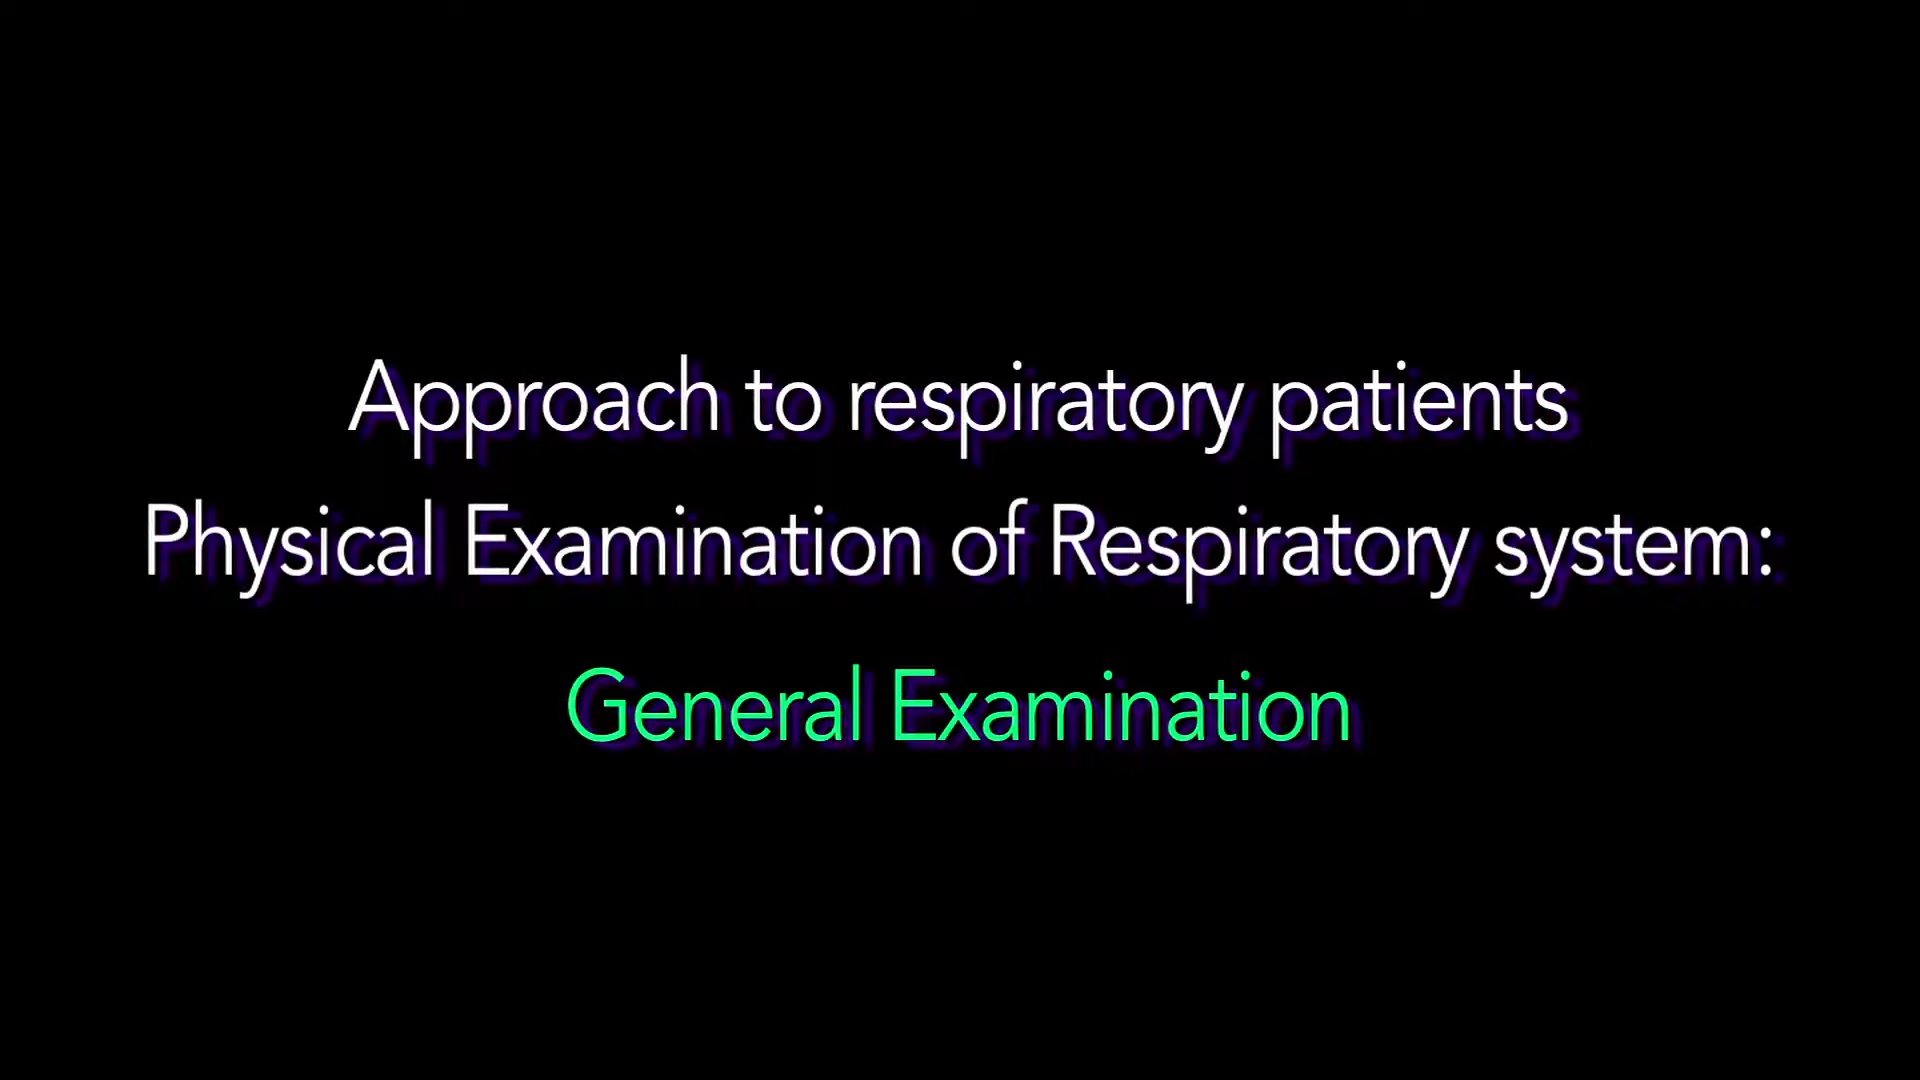 Approach to respiratory patients
Physical Examination of Respiratory system:
General Examination